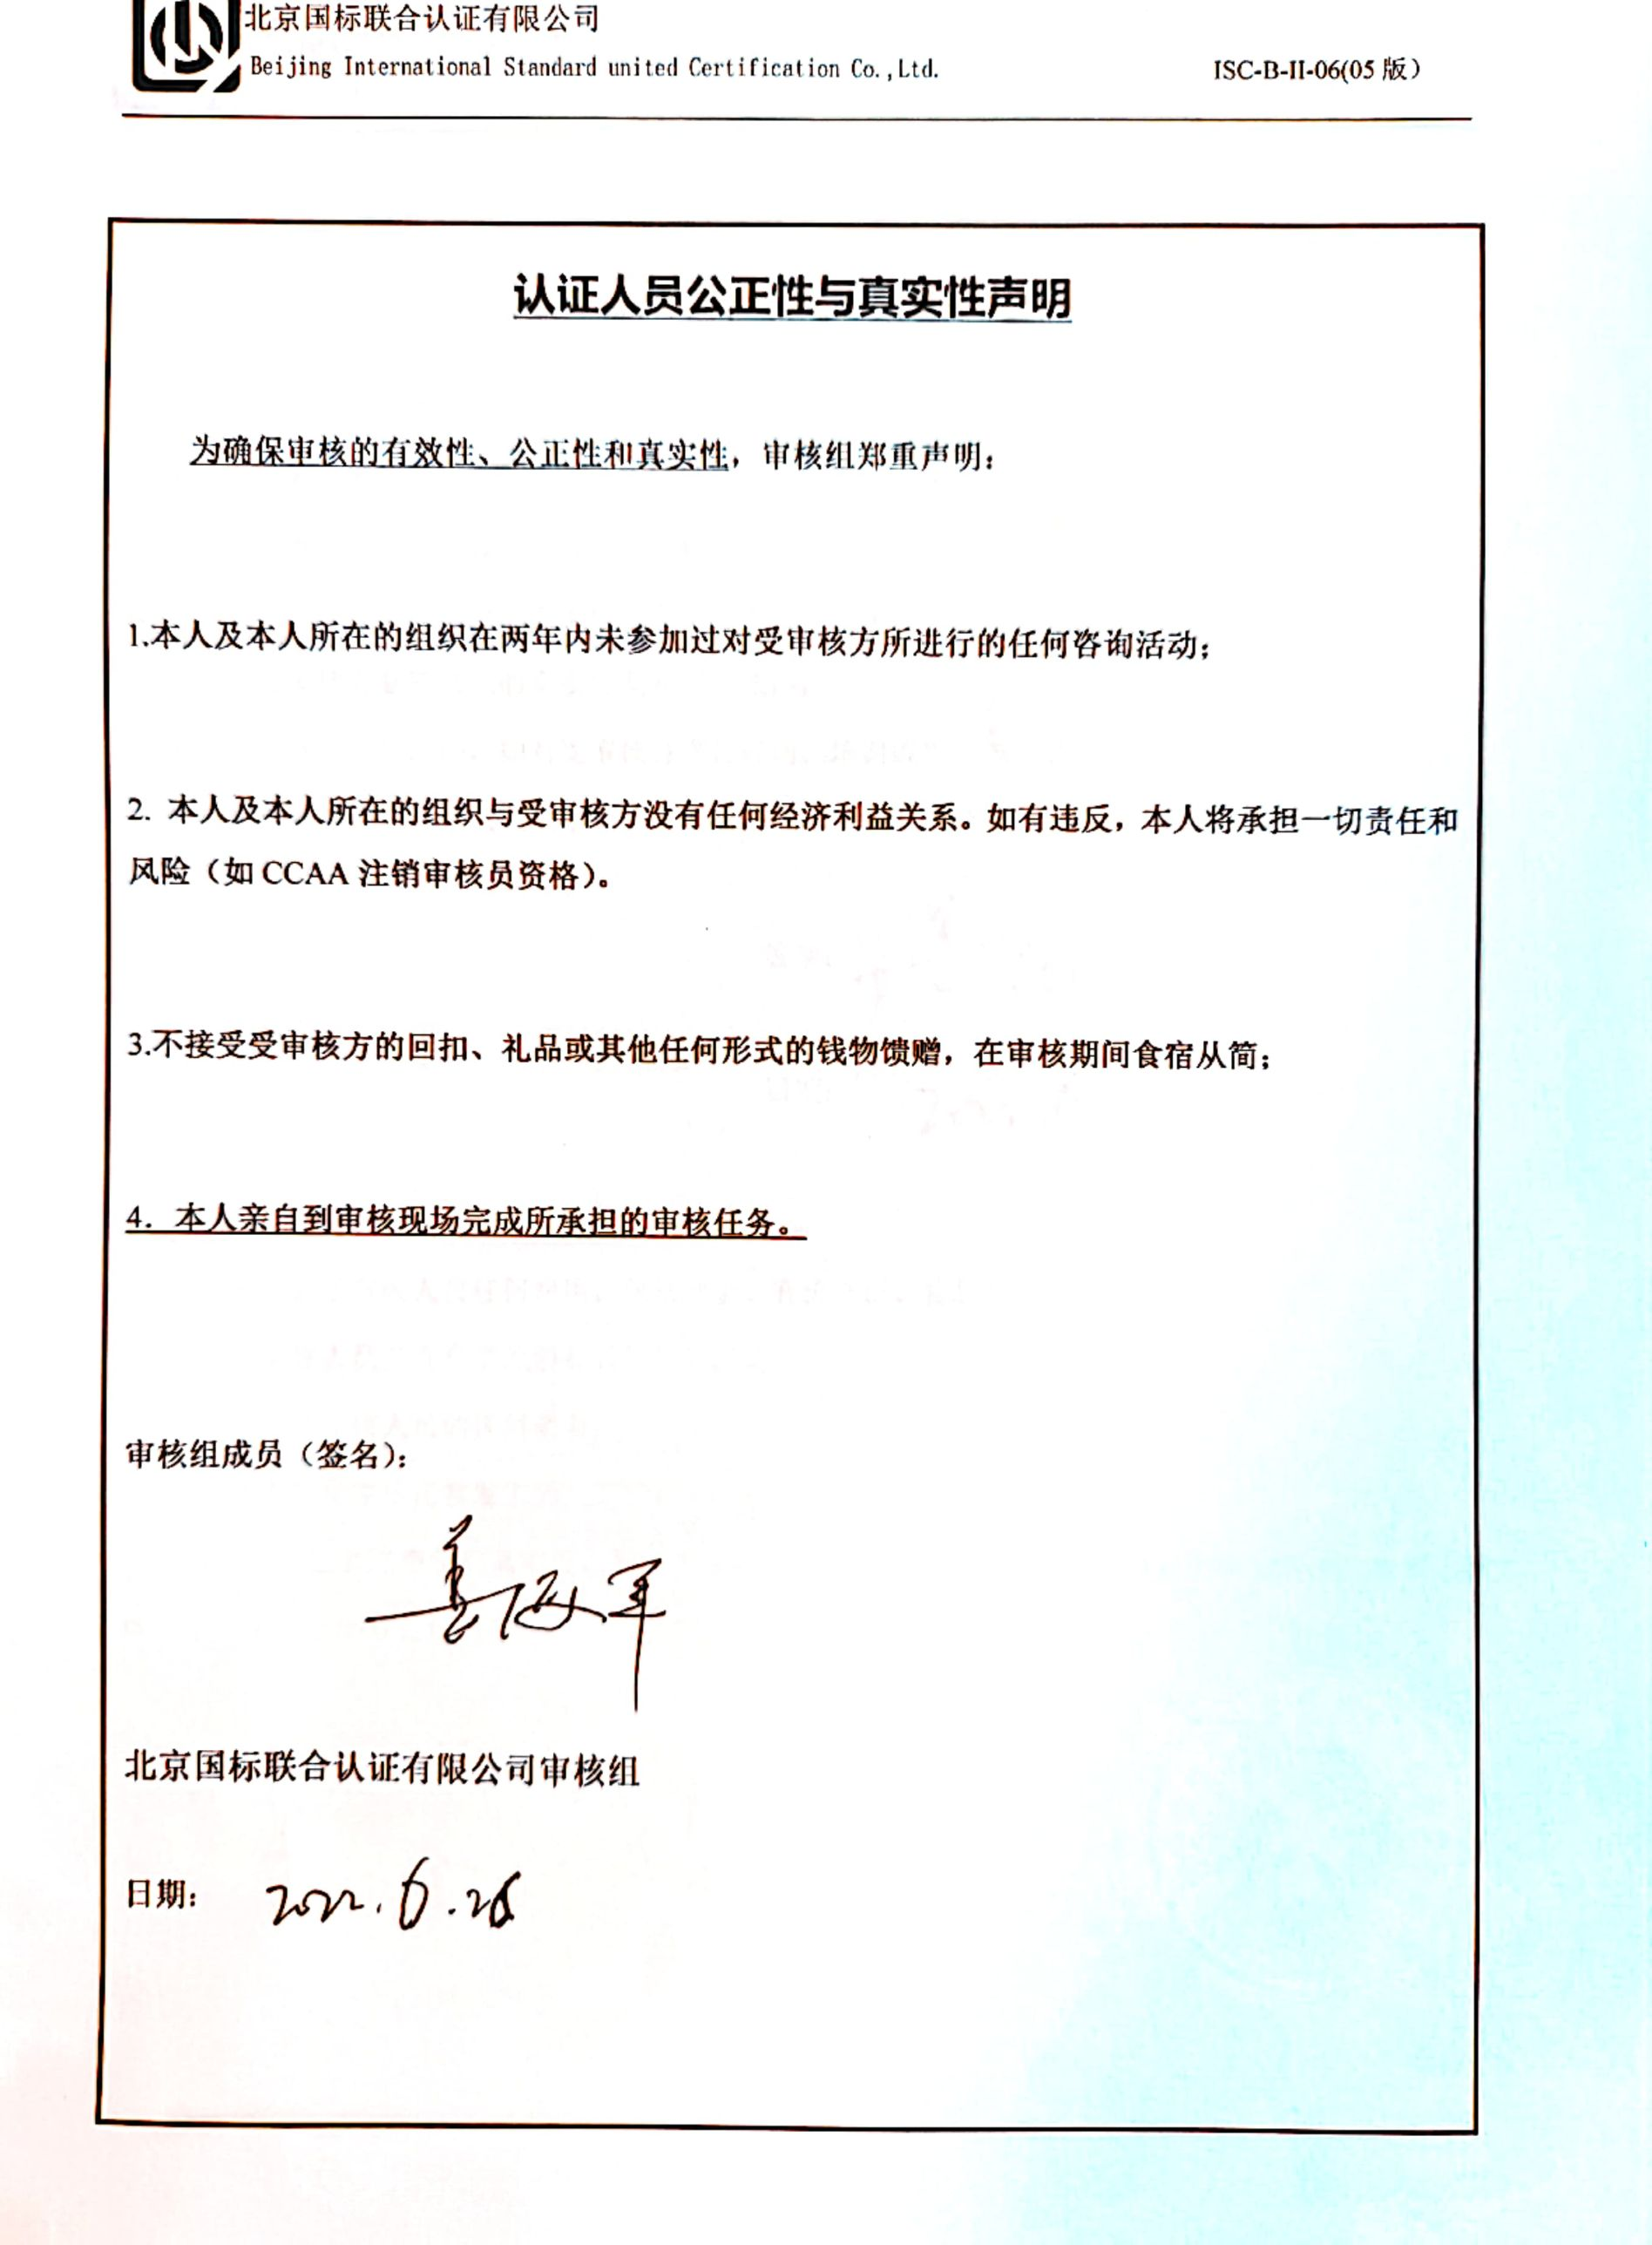 北京国标联合认证有限公司
Beijing International Standard united Certification Co.,Ltd.
ISC-B-II-06(05版)
认证人员公正性与真实性声明
为确保审核的有效性、公正性和真实性，审核组郑重声明：
1.本人及本人所在的组织在两年内未参加过对受审核方所进行的任何咨询活动；
2. 本人及本人所在的组织与受审核方没有任何经济利益关系。如有违反，本人将承担一切责任和
风险（如 CCAA 注销审核员资格）。
3.不接受受审核方的回扣、礼品或其他任何形式的钱物馈赠，在审核期间食宿从简；
4. 本人亲自到审核现场完成所承担的审核任务。
审核组成员（签名）：
姜海军
北京国标联合认证有限公司审核组
日期： 2022.6.26